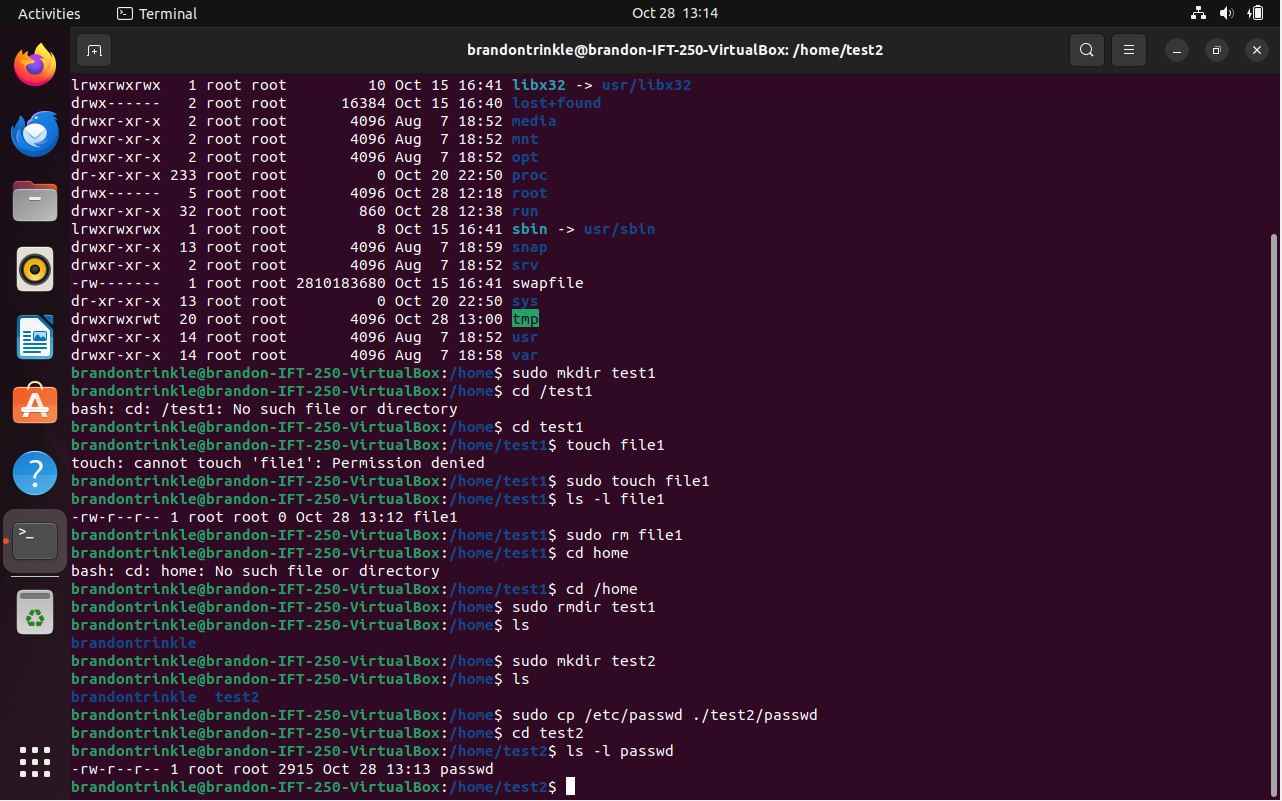 Activities Terminal Oct 28 13:14
brandontrinkle@brandon-IFT-250-VirtualBox: /home/test2
lrwxrwxrwx   1 root root         10 Oct 15 16:41 libx32 -> usr/libx32
drwx------   2 root root      16384 Oct 15 16:40 lost+found
drwxr-xr-x   2 root root       4096 Aug  7 18:52 media
drwxr-xr-x   2 root root       4096 Aug  7 18:52 mnt
drwxr-xr-x   2 root root       4096 Aug  7 18:52 opt
dr-xr-xr-x 233 root root          0 Oct 20 22:50 proc
drwx------   5 root root       4096 Oct 28 12:18 root
drwxr-xr-x  32 root root        860 Oct 28 12:38 run
lrwxrwxrwx   1 root root          8 Oct 15 16:41 sbin -> usr/sbin
drwxr-xr-x  13 root root       4096 Aug  7 18:59 snap
drwxr-xr-x   2 root root       4096 Aug  7 18:52 srv
-rw-------   1 root root 2810183680 Oct 15 16:41 swapfile
dr-xr-xr-x  13 root root          0 Oct 20 22:50 sys
drwxrwxrwt  20 root root       4096 Oct 28 13:00 tmp
drwxr-xr-x  14 root root       4096 Aug  7 18:52 usr
drwxr-xr-x  14 root root       4096 Aug  7 18:58 var
brandontrinkle@brandon-IFT-250-VirtualBox:/home$ sudo mkdir test1
brandontrinkle@brandon-IFT-250-VirtualBox:/home$ cd /test1
bash: cd: /test1: No such file or directory
brandontrinkle@brandon-IFT-250-VirtualBox:/home$ cd test1
brandontrinkle@brandon-IFT-250-VirtualBox:/home/test1$ touch file1
touch: cannot touch 'file1': Permission denied
brandontrinkle@brandon-IFT-250-VirtualBox:/home/test1$ sudo touch file1
brandontrinkle@brandon-IFT-250-VirtualBox:/home/test1$ ls -l file1
-rw-r--r-- 1 root root 0 Oct 28 13:12 file1
brandontrinkle@brandon-IFT-250-VirtualBox:/home/test1$ sudo rm file1
brandontrinkle@brandon-IFT-250-VirtualBox:/home/test1$ cd home
bash: cd: home: No such file or directory
brandontrinkle@brandon-IFT-250-VirtualBox:/home/test1$ cd /home
brandontrinkle@brandon-IFT-250-VirtualBox:/home$ sudo rmdir test1
brandontrinkle@brandon-IFT-250-VirtualBox:/home$ ls
brandontrinkle
brandontrinkle@brandon-IFT-250-VirtualBox:/home$ sudo mkdir test2
brandontrinkle@brandon-IFT-250-VirtualBox:/home$ ls
brandontrinkle  test2
brandontrinkle@brandon-IFT-250-VirtualBox:/home$ sudo cp /etc/passwd ./test2/passwd
brandontrinkle@brandon-IFT-250-VirtualBox:/home$ cd test2
brandontrinkle@brandon-IFT-250-VirtualBox:/home/test2$ ls -l passwd
-rw-r--r-- 1 root root 2915 Oct 28 13:13 passwd
brandontrinkle@brandon-IFT-250-VirtualBox:/home/test2$